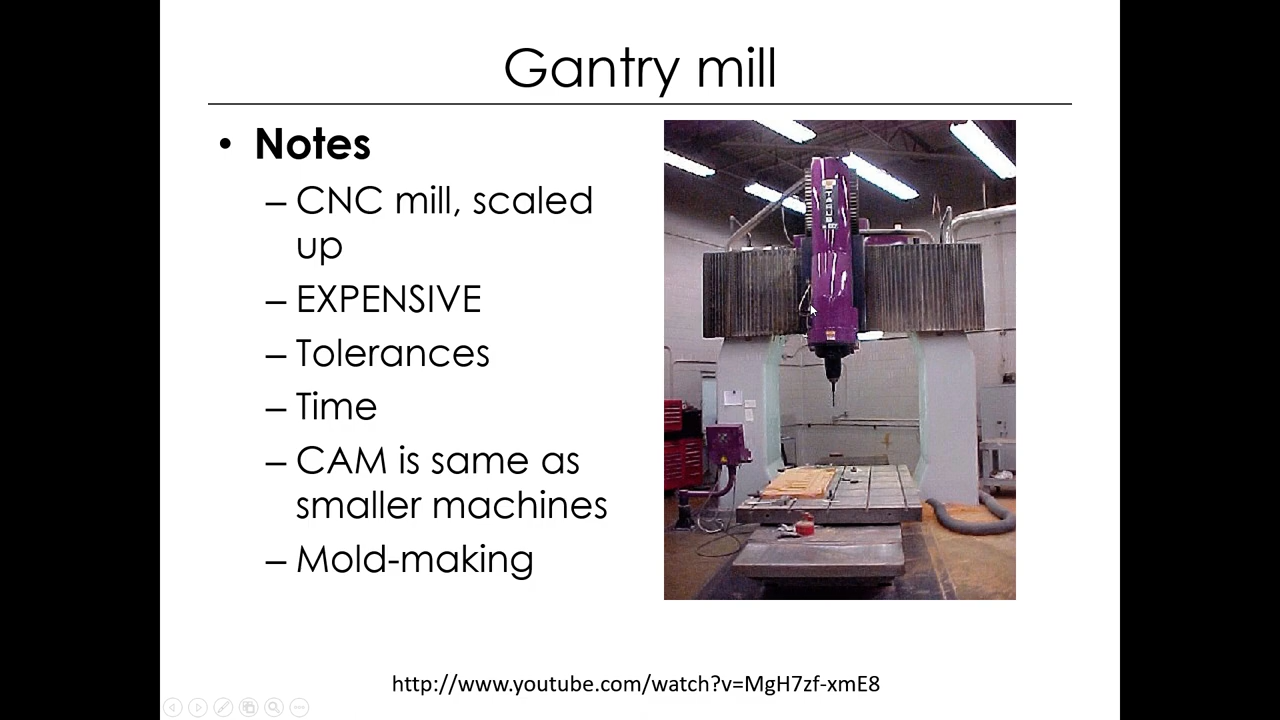 Gantry mill
• Notes
– CNC mill, scaled
up
– EXPENSIVE
– Tolerances
– Time
– CAM is same as
smaller machines
– Mold-making
http://www.youtube.com/watch?v=MgH7zf-xmE8